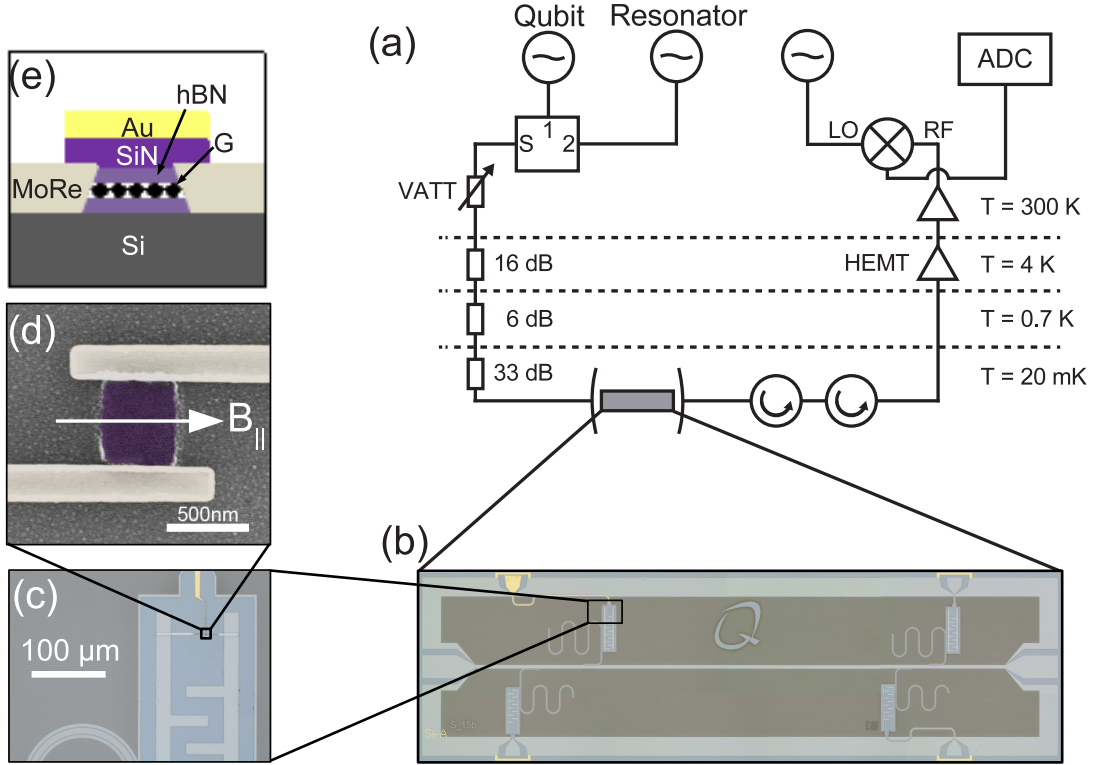 (a)
Qubit
Resonator
S
1
2
LO
RF
ADC
VATT
T = 300 K
16 dB
HEMT
T = 4 K
6 dB
T = 0.7 K
33 dB
T = 20 mK
(e)
hBN
Au
SiN
G
MoRe
Si
(d)
B||
500nm
(c)
100 μm
(b)
Q